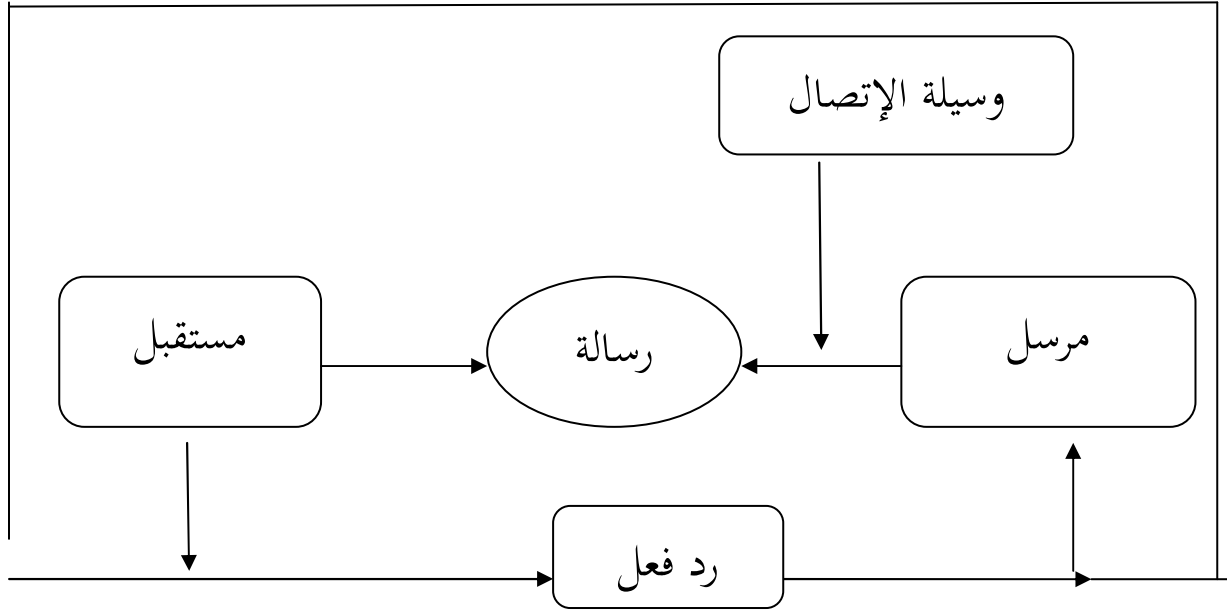 وسيلة الإتصال
مرسل
رسالة
مستقبل
رد فعل